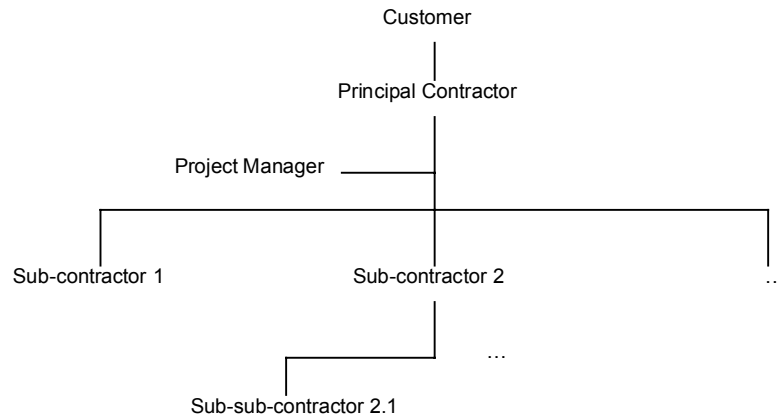 Customer
Principal Contractor
Project Manager
Sub-contractor 1
Sub-contractor 2
..
...
Sub-sub-contractor 2.1